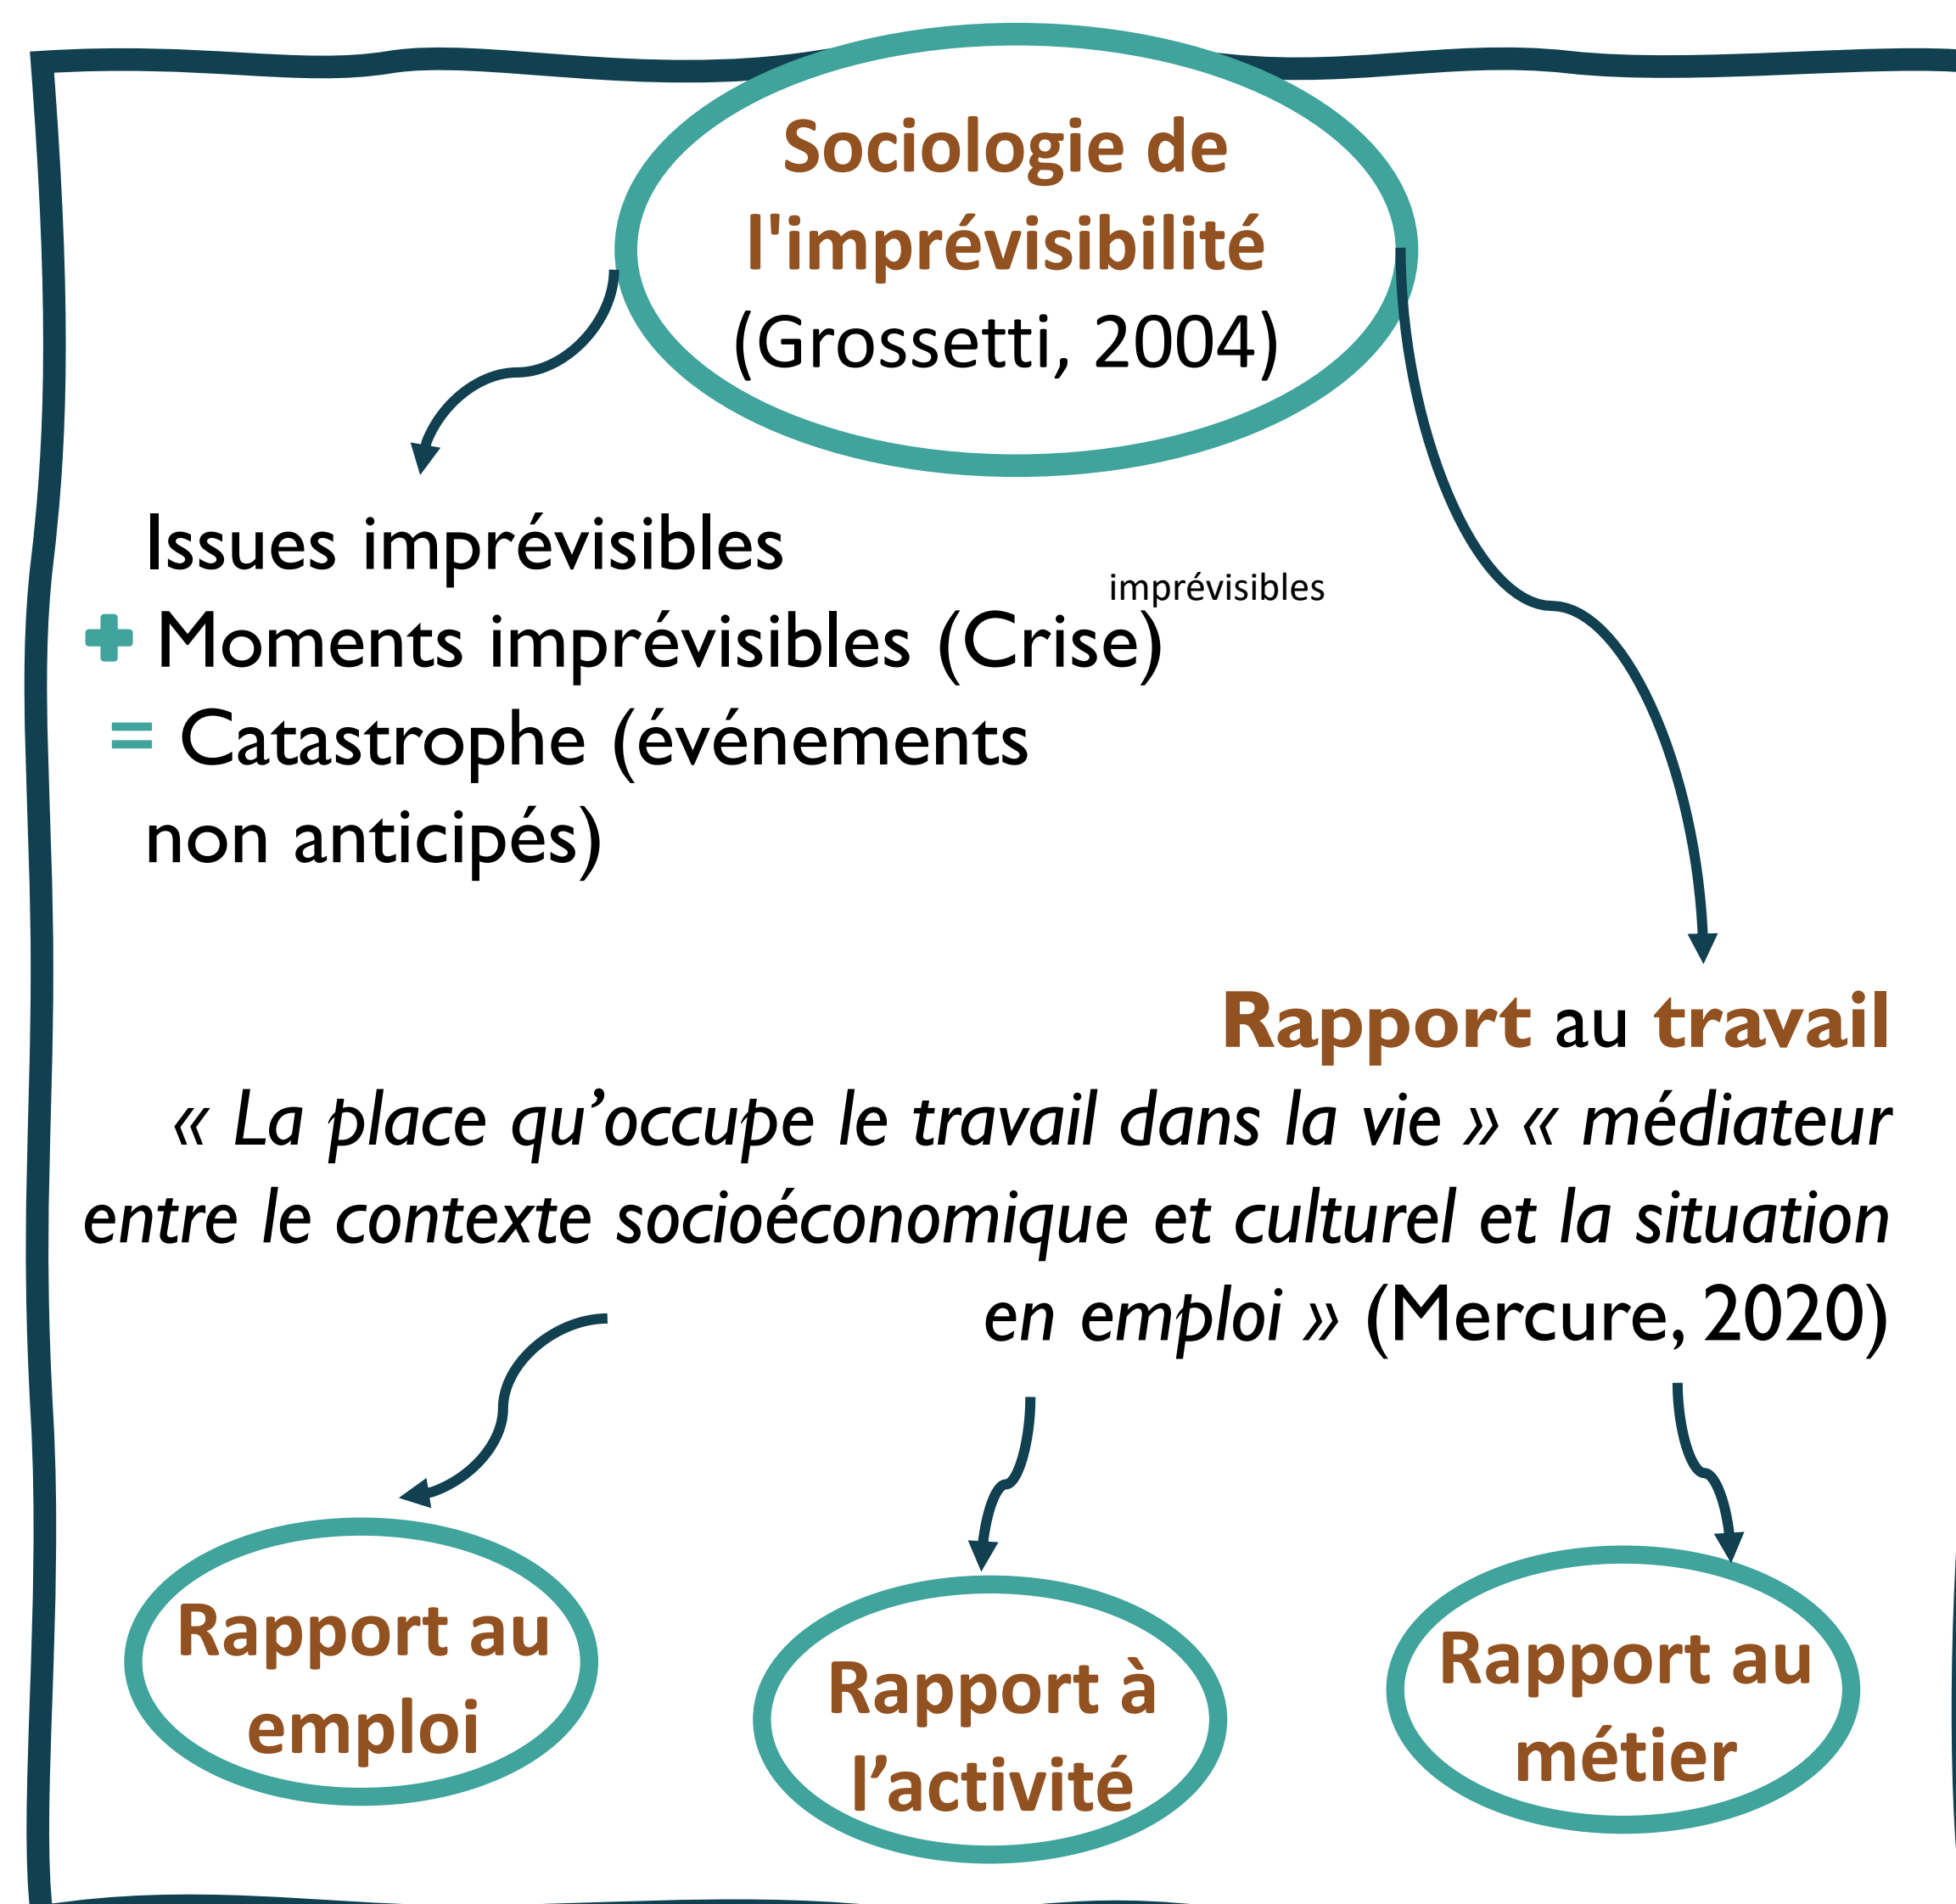 Sociologie de
l'imprévisibilité
(Grossetti, 2004)
Issues imprévisibles
imprévisibles
+ Moments imprévisibles (Crise)
= Catastrophe (événements
non anticipés)
Rapport au travail
« La place qu’occupe le travail dans la vie » « médiateur
entre le contexte socioéconomique et culturel et la situation
en emploi » (Mercure, 2020)
Rapport au
emploi
Rapport à
l’activité
Rapport au
métier